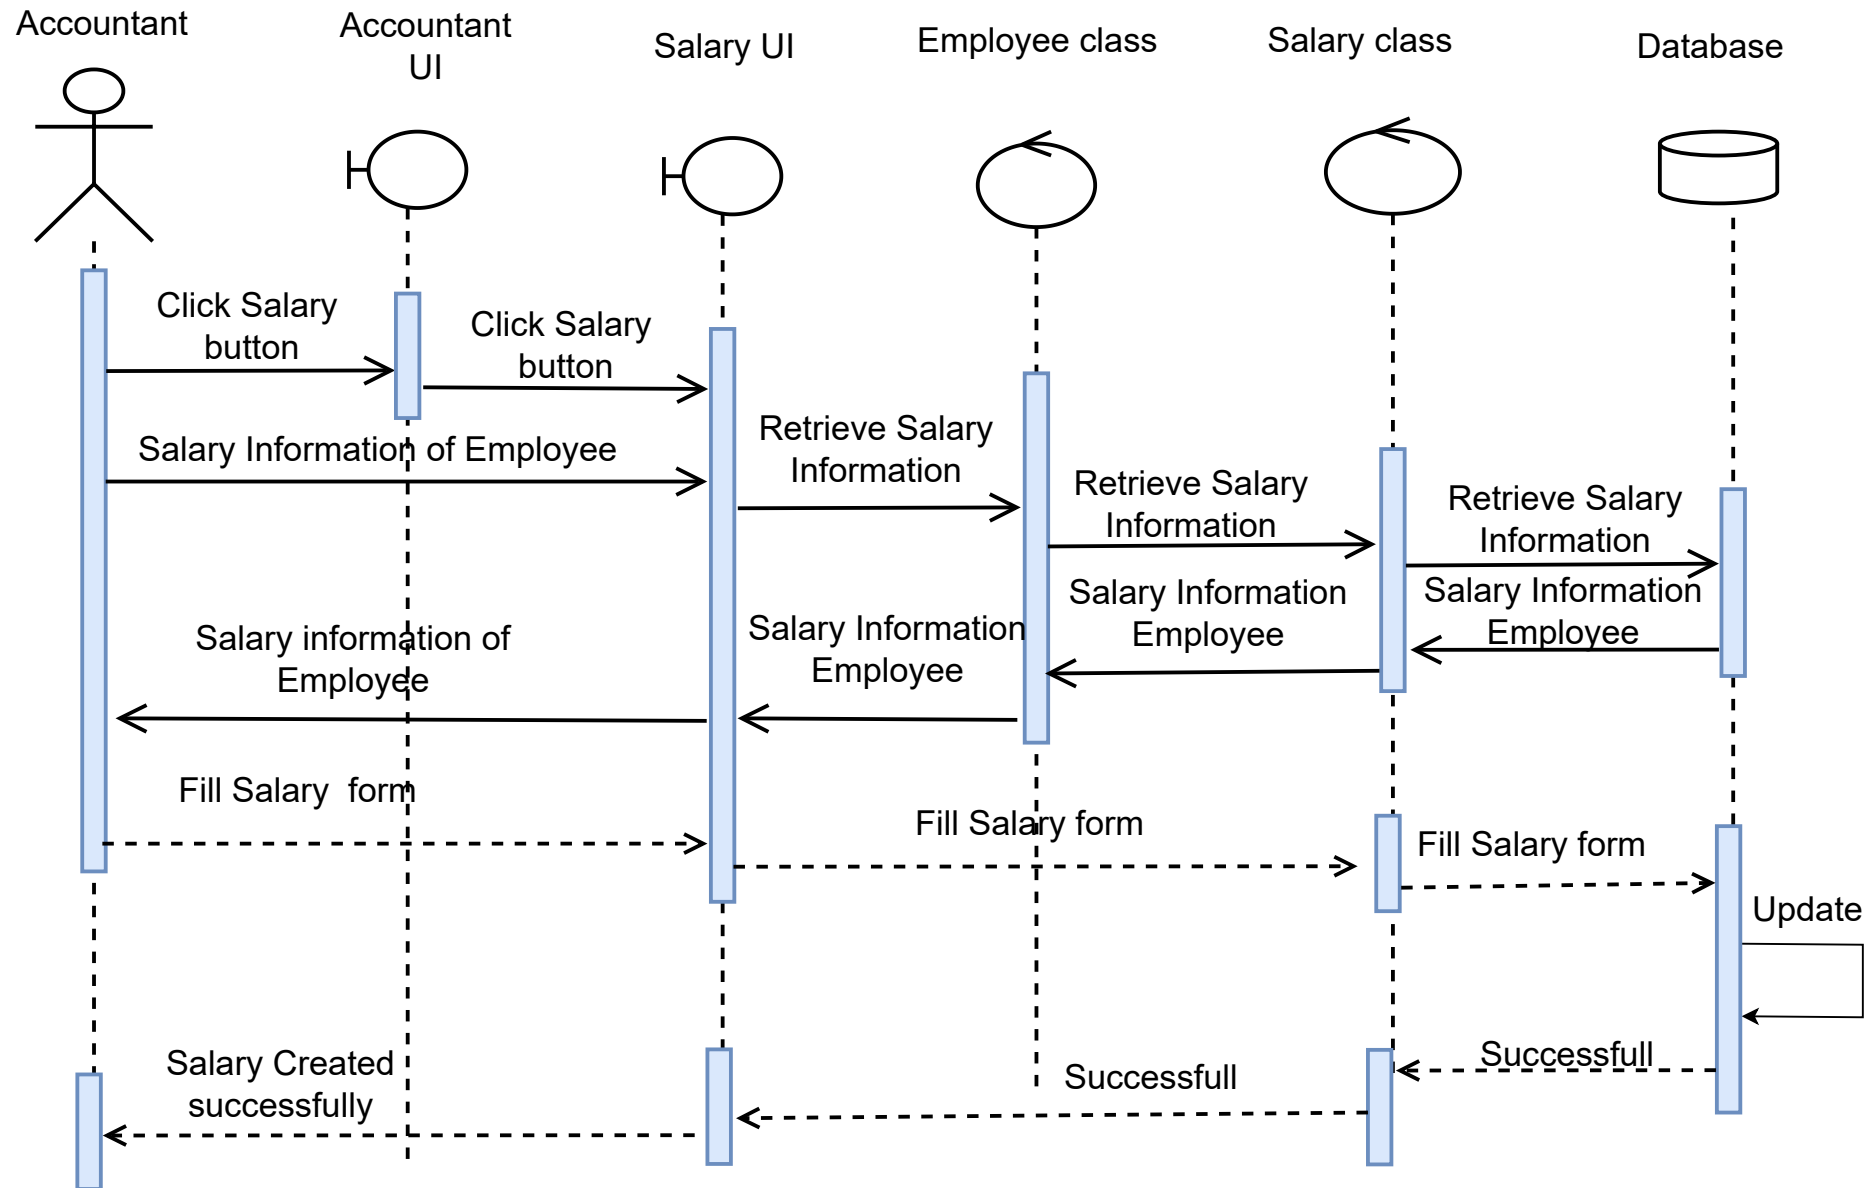 Accountant
Accountant
UI
Salary UI
Employee class
Salary class
Database
Click Salary
button
Click Salary
button
Salary Information of Employee
Retrieve Salary
Information
Retrieve Salary
Information
Retrieve Salary
Information
Salary Information
Employee
Salary Information
Employee
Salary Information
Employee
Salary information of
Employee
Fill Salary  form
Fill Salary form
Fill Salary form
Update
Successfull
Successfull
Salary Created
successfully